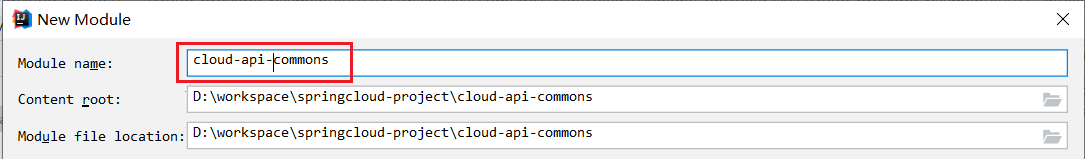 New Module
Module name: cloud-api-commons
Content root: D:\workspace\springcloud-project\cloud-api-commons
Module file location: D:\workspace\springcloud-project\cloud-api-commons